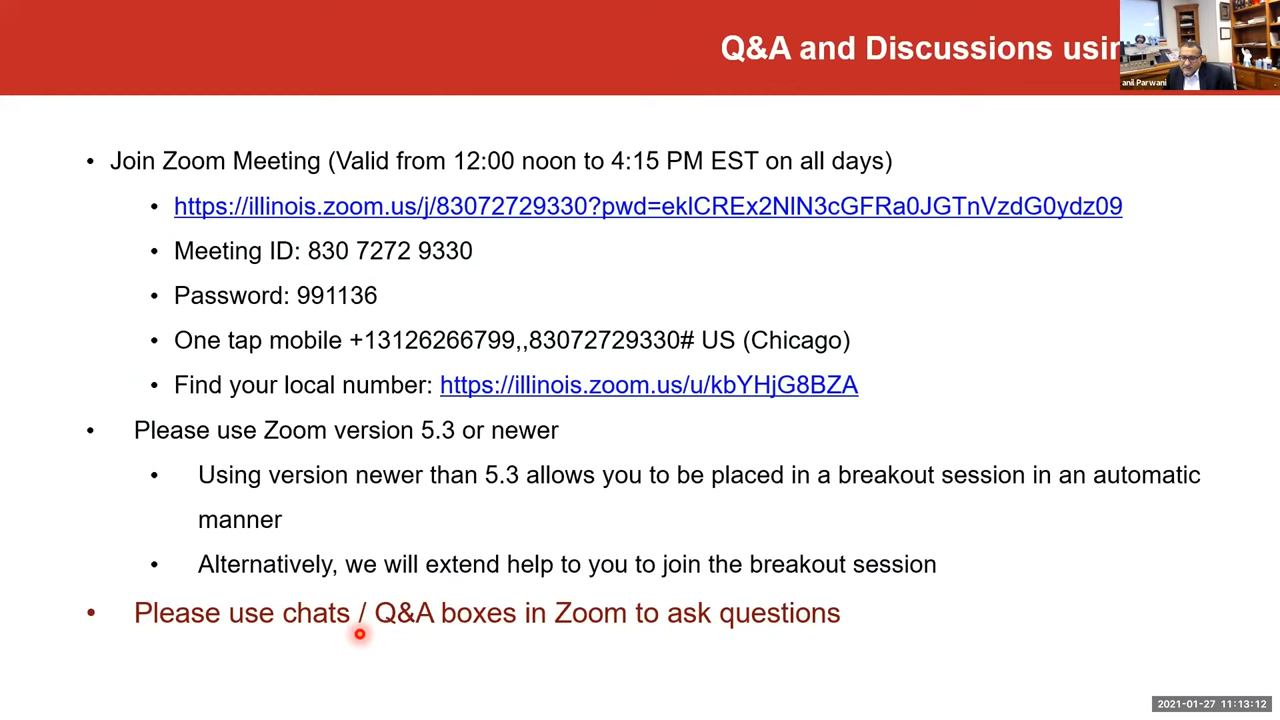 Q&A and Discussions usin
anil Parwani
• Join Zoom Meeting (Valid from 12:00 noon to 4:15 PM EST on all days)
• https://illinois.zoom.us/j/83072729330?pwd=eklCREx2NlN3cGFRa0JGTnVzdG0ydz09
• Meeting ID: 830 7272 9330
• Password: 991136
• One tap mobile +13126266799,,83072729330# US (Chicago)
• Find your local number: https://illinois.zoom.us/u/kbYHjG8BZA
• Please use Zoom version 5.3 or newer
• Using version newer than 5.3 allows you to be placed in a breakout session in an automatic
manner
• Alternatively, we will extend help to you to join the breakout session
• Please use chats / Q&A boxes in Zoom to ask questions
2021-01-27 11:13:12